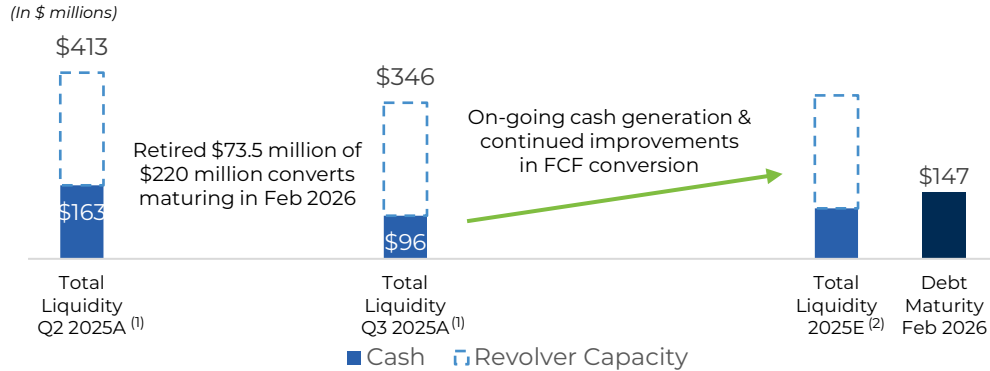 (In $ millions)
$413
$163
Total
Liquidity
Q2 2025A (1)
Retired $73.5 million of
$220 million converts
maturing in Feb 2026
$346
$96
Total
Liquidity
Q3 2025A (1)
On-going cash generation &
continued improvements
in FCF conversion
Total
Liquidity
2025E (2)
$147
Debt
Maturity
Feb 2026
Cash
Revolver Capacity